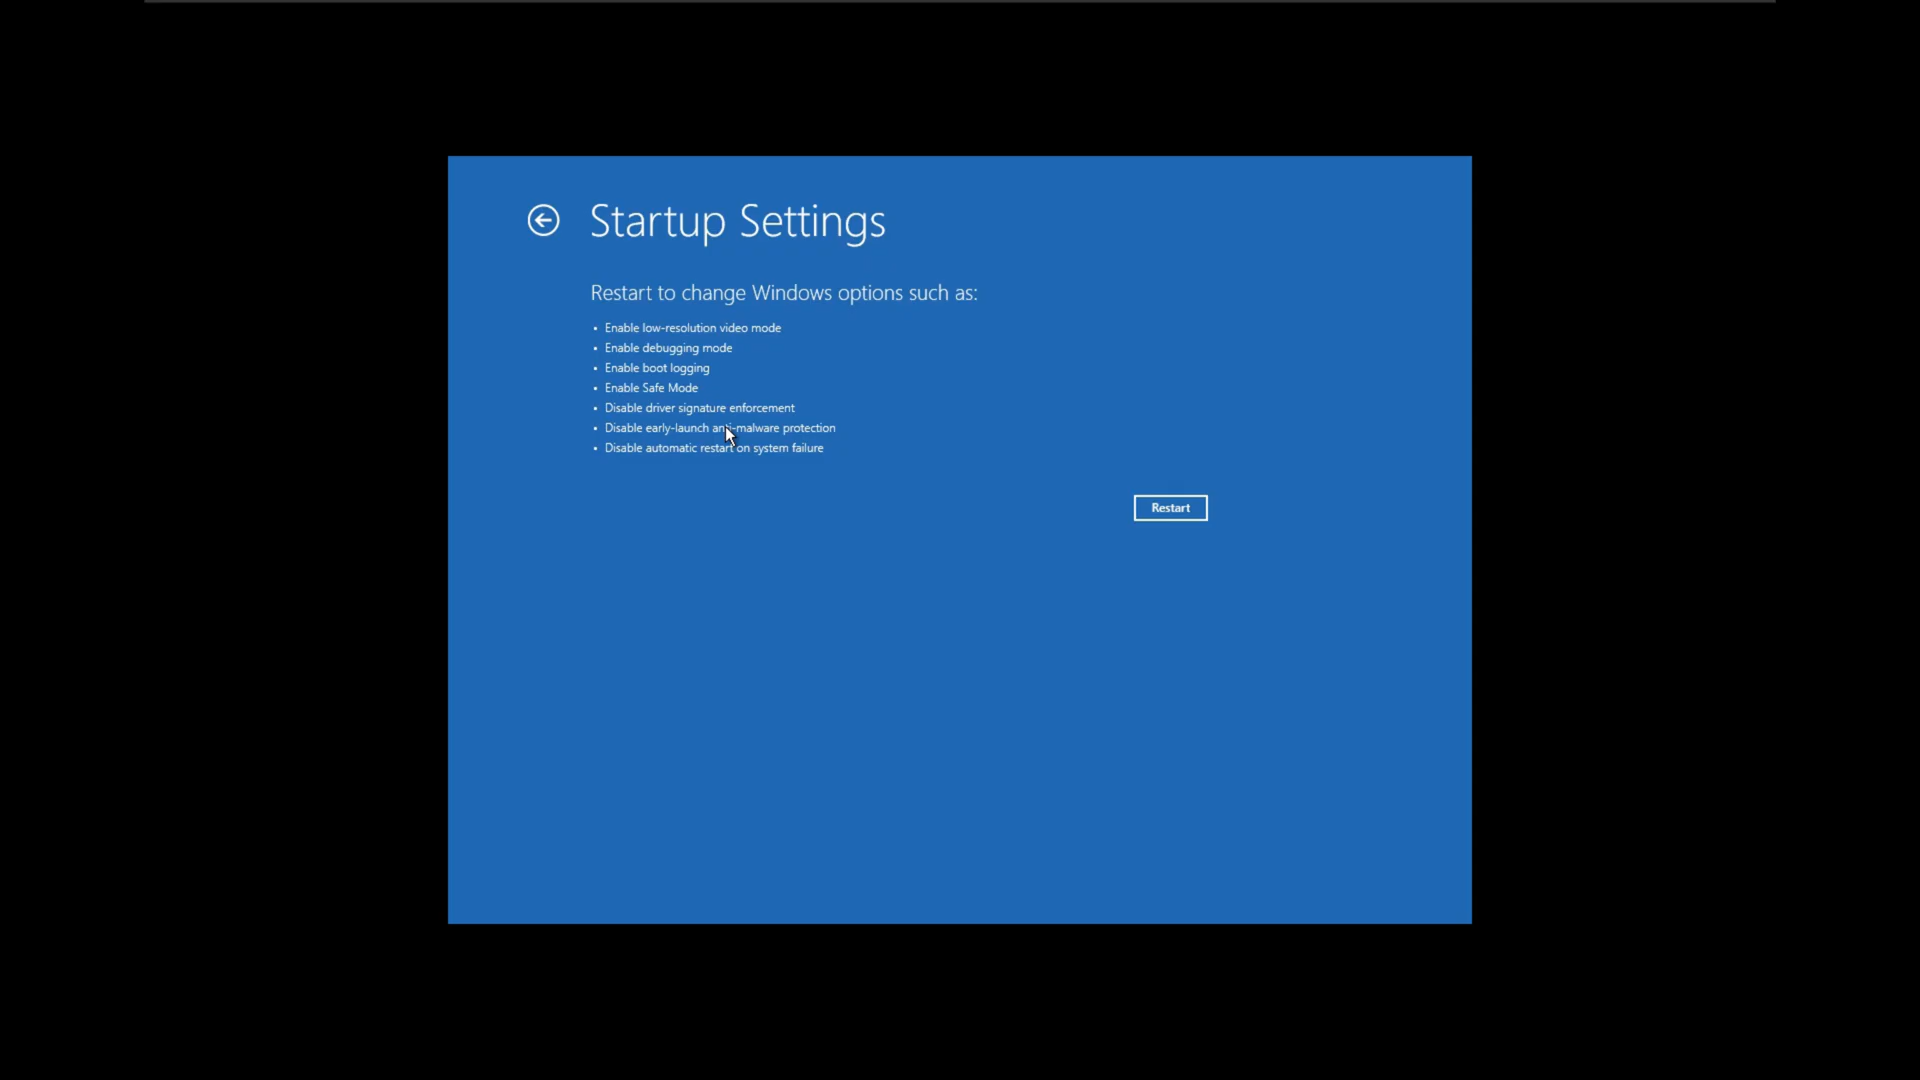 Startup Settings
Restart to change Windows options such as:
• Enable low-resolution video mode
• Enable debugging mode
• Enable boot logging
• Enable Safe Mode
• Disable driver signature enforcement
• Disable early-launch anti-malware protection
• Disable automatic restart on system failure
Restart